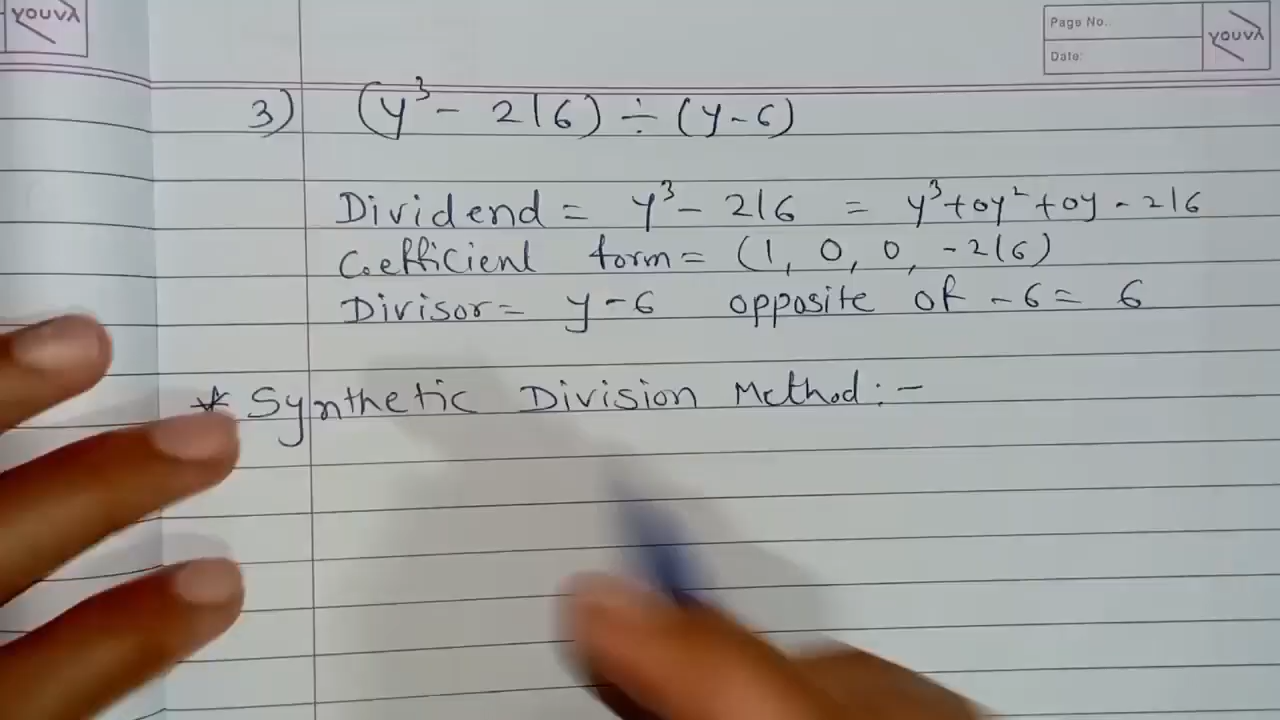 YOUVA
Page No.
Date:
YOUVA
3) (y³ - 216) ÷ (y-6)
Dividend = y³ - 216 = y³+0y²+0y-216
Coefficient form = (1, 0, 0, -216)
Divisor = y-6 opposite of -6 = 6
* Synthetic Division Method:-